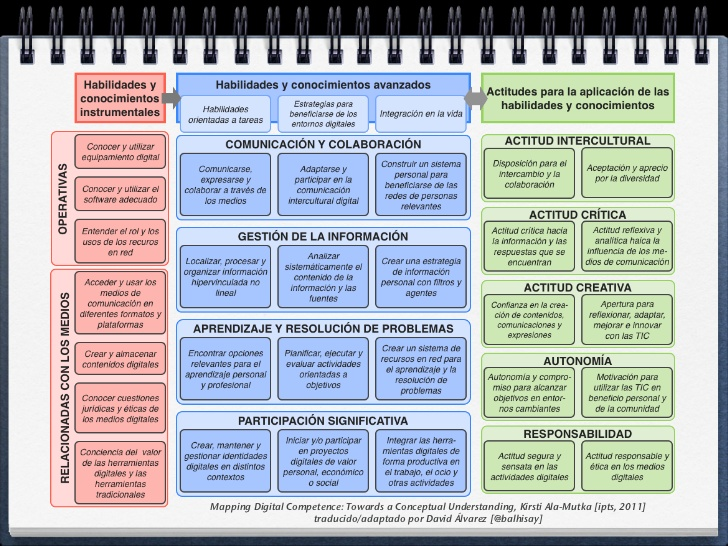 Habilidades y
conocimientos
instrumentales
Habilidades y conocimientos avanzados
Habilidades
orientadas a tareas
Estrategias para
beneficiarse de los
entornos digitales
Integración en la vida
Actitudes para la aplicación de las
habilidades y conocimientos
OPERATIVAS
Conocer y utilizar
equipamiento digital
Conocer y utilizar el
software adecuado
Entender el rol y los
usos de los recuros
en red
RELACIONADAS CON LOS MEDIOS
Acceder y usar los
medios de
comunicación en
diferentes formatos y
plataformas
Crear y almacenar
contenidos digitales
Conocer cuestiones
jurídicas y éticas de
los medios digitales
Conciencia del valor
de las herramientas
digitales y las
herramientas
tradicionales
COMUNICACIÓN Y COLABORACIÓN
Comunicarse,
expresarse y
colaborar a través de
los medios
Adaptarse y
participar en la
comunicación
intercultural digital
Construir un sistema
personal para
beneficiarse de las
redes de personas
relevantes
GESTIÓN DE LA INFORMACIÓN
Localizar, procesar y
organizar información
hipervinculada no
lineal
Analizar
sistemáticamente el
contenido de la
información y las
fuentes
Crear una estrategia
de información
personal con filtros y
agentes
APRENDIZAJE Y RESOLUCIÓN DE PROBLEMAS
Encontrar opciones
relevantes para el
aprendizaje personal
y profesional
Planificar, ejecutar y
evaluar actividades
orientadas a
objetivos
Crear un sistema de
recursos en red para
el aprendizaje y la
resolución de
problemas
PARTICIPACIÓN SIGNIFICATIVA
Crear, mantener y
gestionar identidades
digitales en distintos
contextos
Iniciar y/o participar
en proyectos
digitales de valor
personal, económico
o social
Integrar las herra-
mientas digitales de
forma productiva en
el trabajo, el ocio y
otras actividades
ACTITUD INTERCULTURAL
Disposición para el
intercambio y la
colaboración
Aceptación y aprecio
por la diversidad
ACTITUD CRÍTICA
Actitud crítica hacia
la información y las
respuestas que se
encuentran
Actitud reflexiva y
analítica haica la
influencia de los me-
dios de comunicación
ACTITUD CREATIVA
Confianza en la crea-
ción de contenidos,
comunicaciones y
expresiones
Apertura para
reflexionar, adaptar,
mejorar e innovar
con las TIC
AUTONOMÍA
Autonomía y compro-
miso para alcanzar
objetivos en entor-
nos cambiantes
Motivación para
utilizar las TIC en
beneficio personal y
de la comunidad
RESPONSABILIDAD
Actitud segura y
sensata en las
actividades digitales
Actitud responsable y
ética en los medios
digitales
Mapping Digital Competence: Towards a Conceptual Understanding, Kirsti Ala-Mutka [ipts, 2011]
traducido/adaptado por David Álvarez [@balhisay]